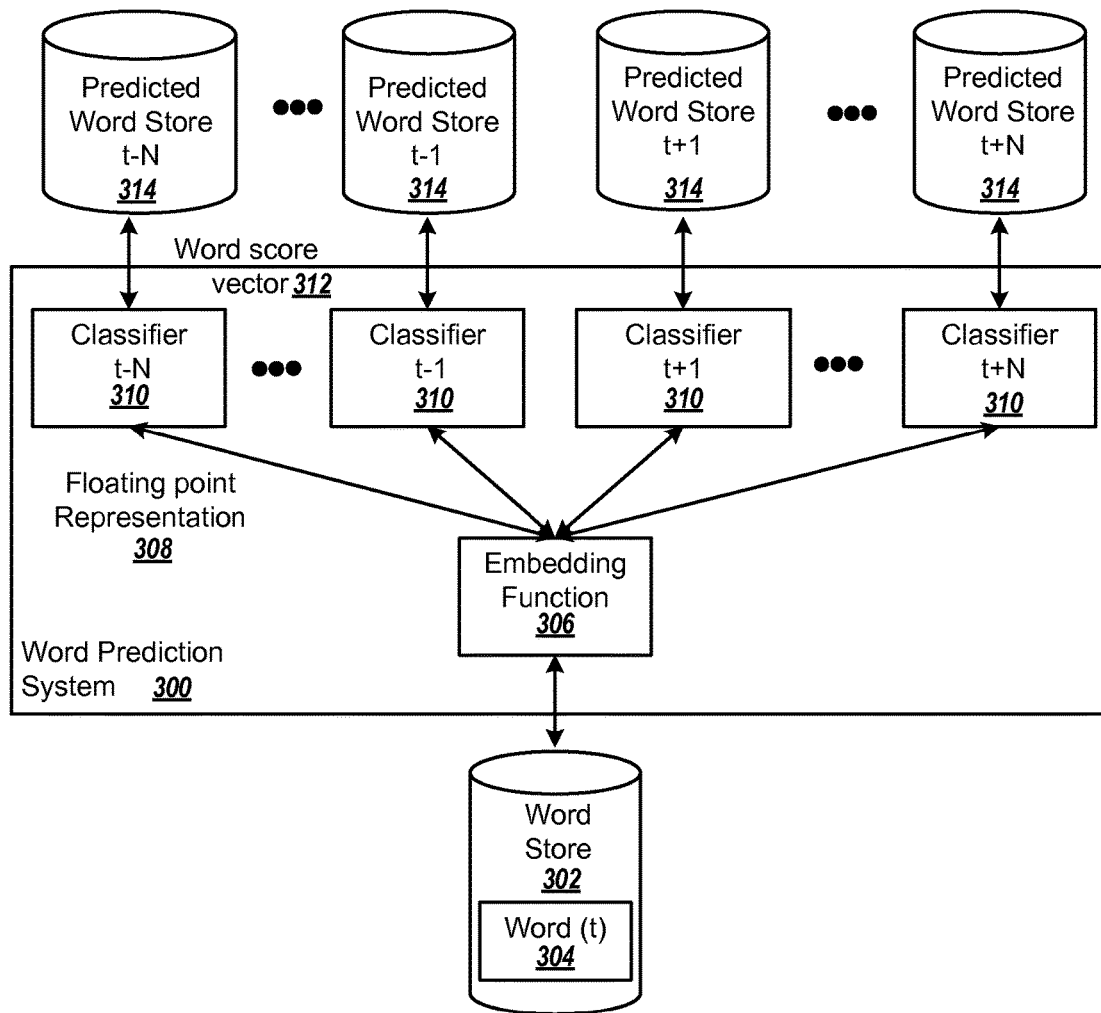 Predicted
Word Store
t-N
314
Predicted
Word Store
t-1
314
Predicted
Word Store
t+1
314
Predicted
Word Store
t+N
314
Word score
vector 312
Classifier
t-N
310
Classifier
t-1
310
Classifier
t+1
310
Classifier
t+N
310
Floating point
Representation
308
Embedding
Function
306
Word Prediction
System 300
Word
Store
302
Word (t)
304